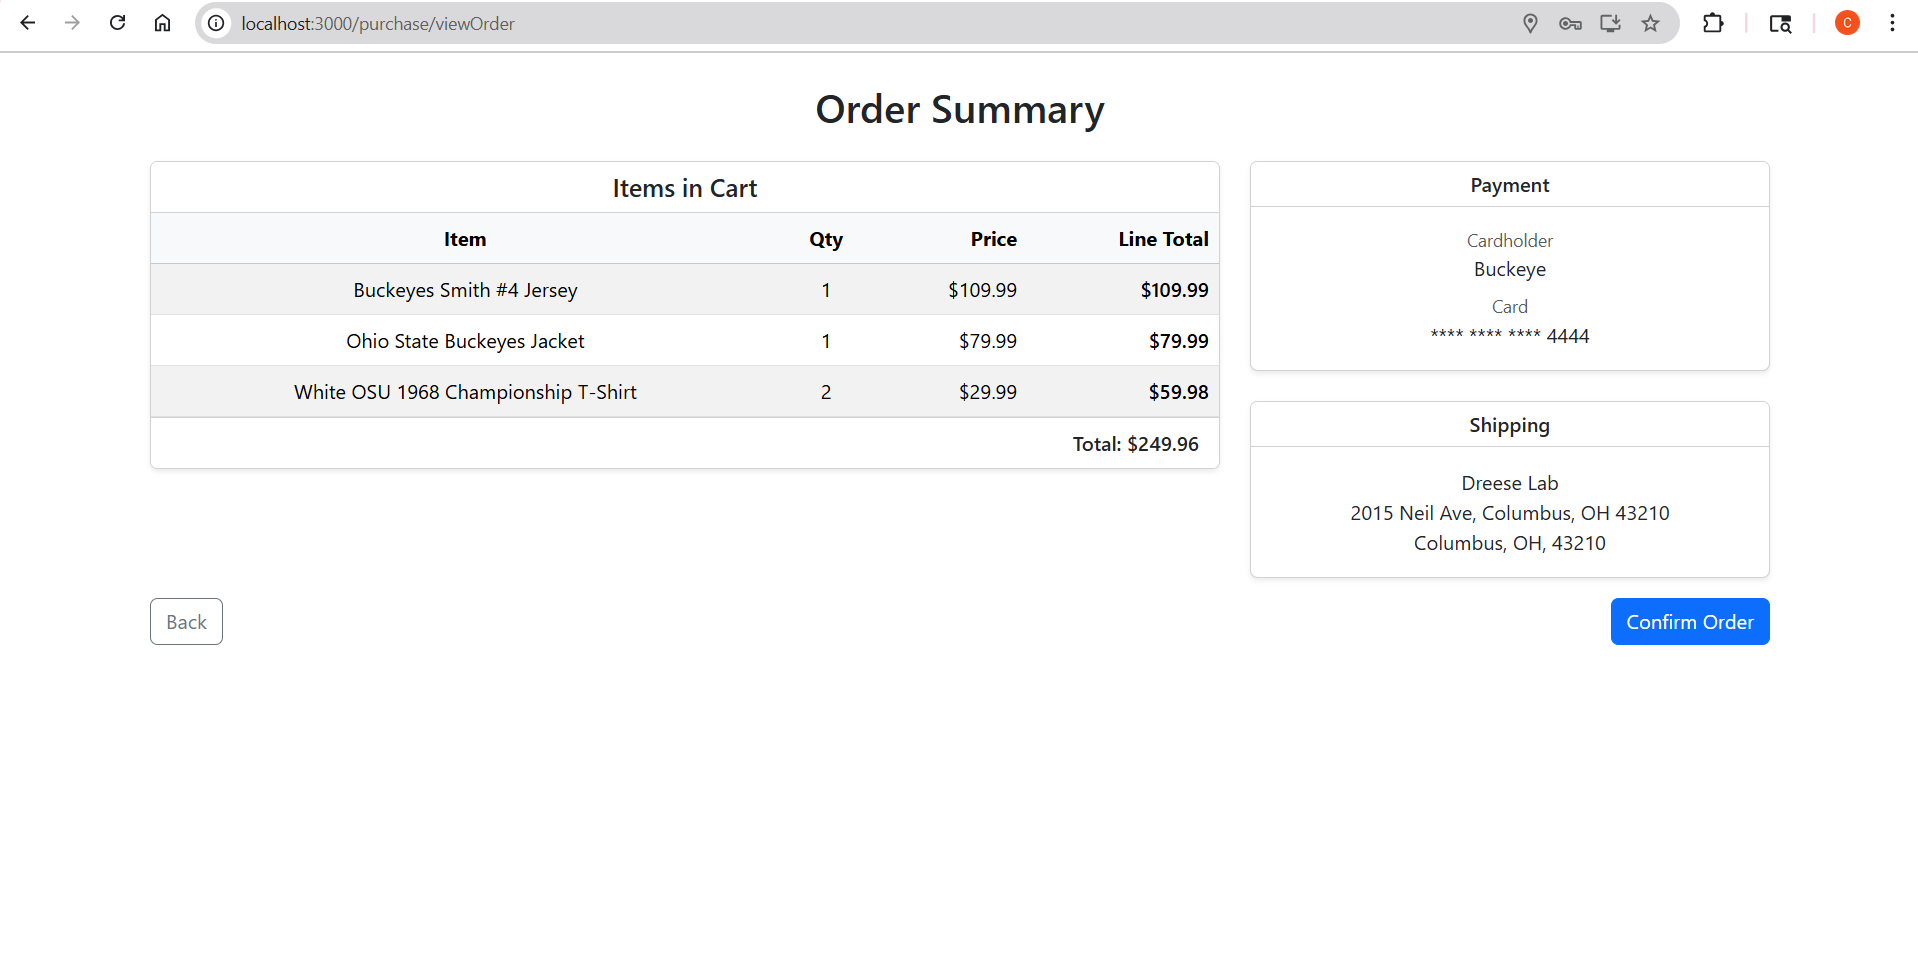 localhost:3000/purchase/viewOrder
C
Order Summary
Items in Cart
Item Qty Price Line Total
Buckeyes Smith #4 Jersey 1 $109.99 $109.99
Ohio State Buckeyes Jacket 1 $79.99 $79.99
White OSU 1968 Championship T-Shirt 2 $29.99 $59.98
Total: $249.96
Payment
Cardholder
Buckeye
Card
**** **** **** 4444
Shipping
Dreese Lab
2015 Neil Ave, Columbus, OH 43210
Columbus, OH, 43210
Back
Confirm Order